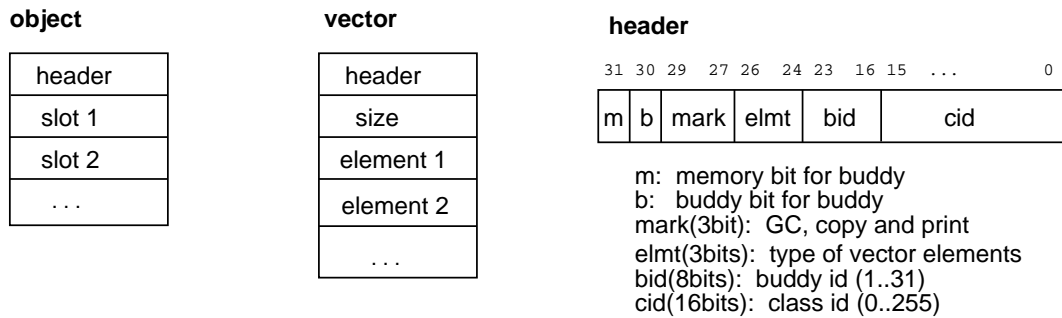 object
header
slot 1
slot 2
. . .
vector
header
size
element 1
element 2
. . .
header
31 30 29 27 26 24 23 16 15 ... 0
m b mark elmt bid cid
m: memory bit for buddy
b: buddy bit for buddy
mark(3bit): GC, copy and print
elmt(3bits): type of vector elements
bid(8bits): buddy id (1..31)
cid(16bits): class id (0..255)